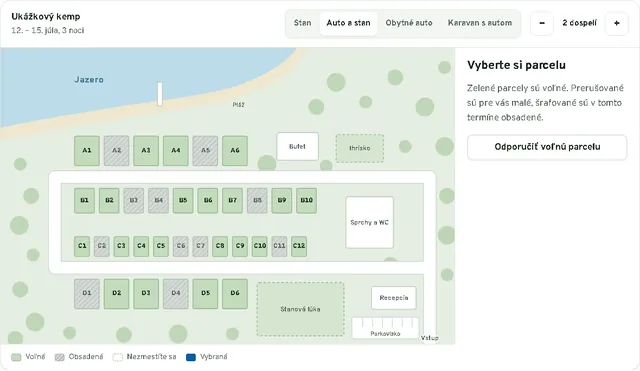 Ukážkový kemp
12. – 15. júla, 3 noci
Stan Auto a stan Obytné auto Karavan s autom
− 2 dospelí +
Jazero
Pláž
Vyberte si parcelu
Zelené parcely sú voľné. Prerušované
sú pre vás malé, šrafované sú v tomto
termíne obsadené.
Odporučiť voľnú parcelu
A1 A2 A3 A4 A5 A6
Bufet
Ihrisko
B1 B2 B3 B4 B5 B6 B7 B8 B9 B10
Sprchy a WC
C1 C2 C3 C4 C5 C6 C7 C8 C9 C10 C11 C12
D1 D2 D3 D4 D5 D6
Stanová lúka
Recepcia
Parkovisko
Vstup
Voľná Obsadená Nezmestíte sa Vybraná